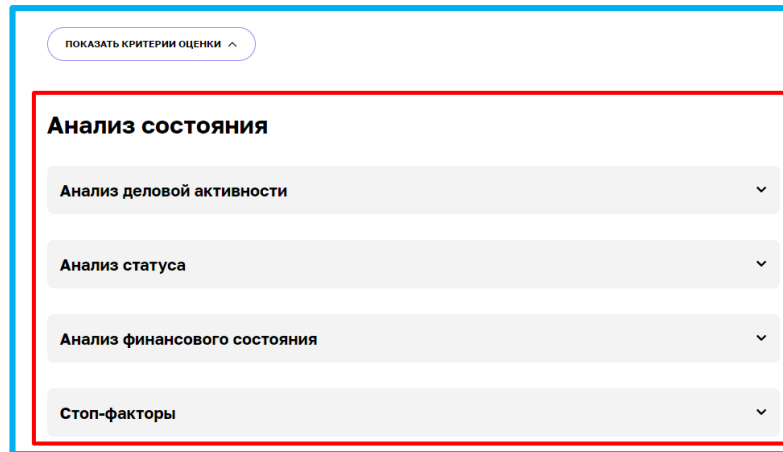 ПОКАЗАТЬ КРИТЕРИИ ОЦЕНКИ
Анализ состояния
Анализ деловой активности
Анализ статуса
Анализ финансового состояния
Стоп-факторы